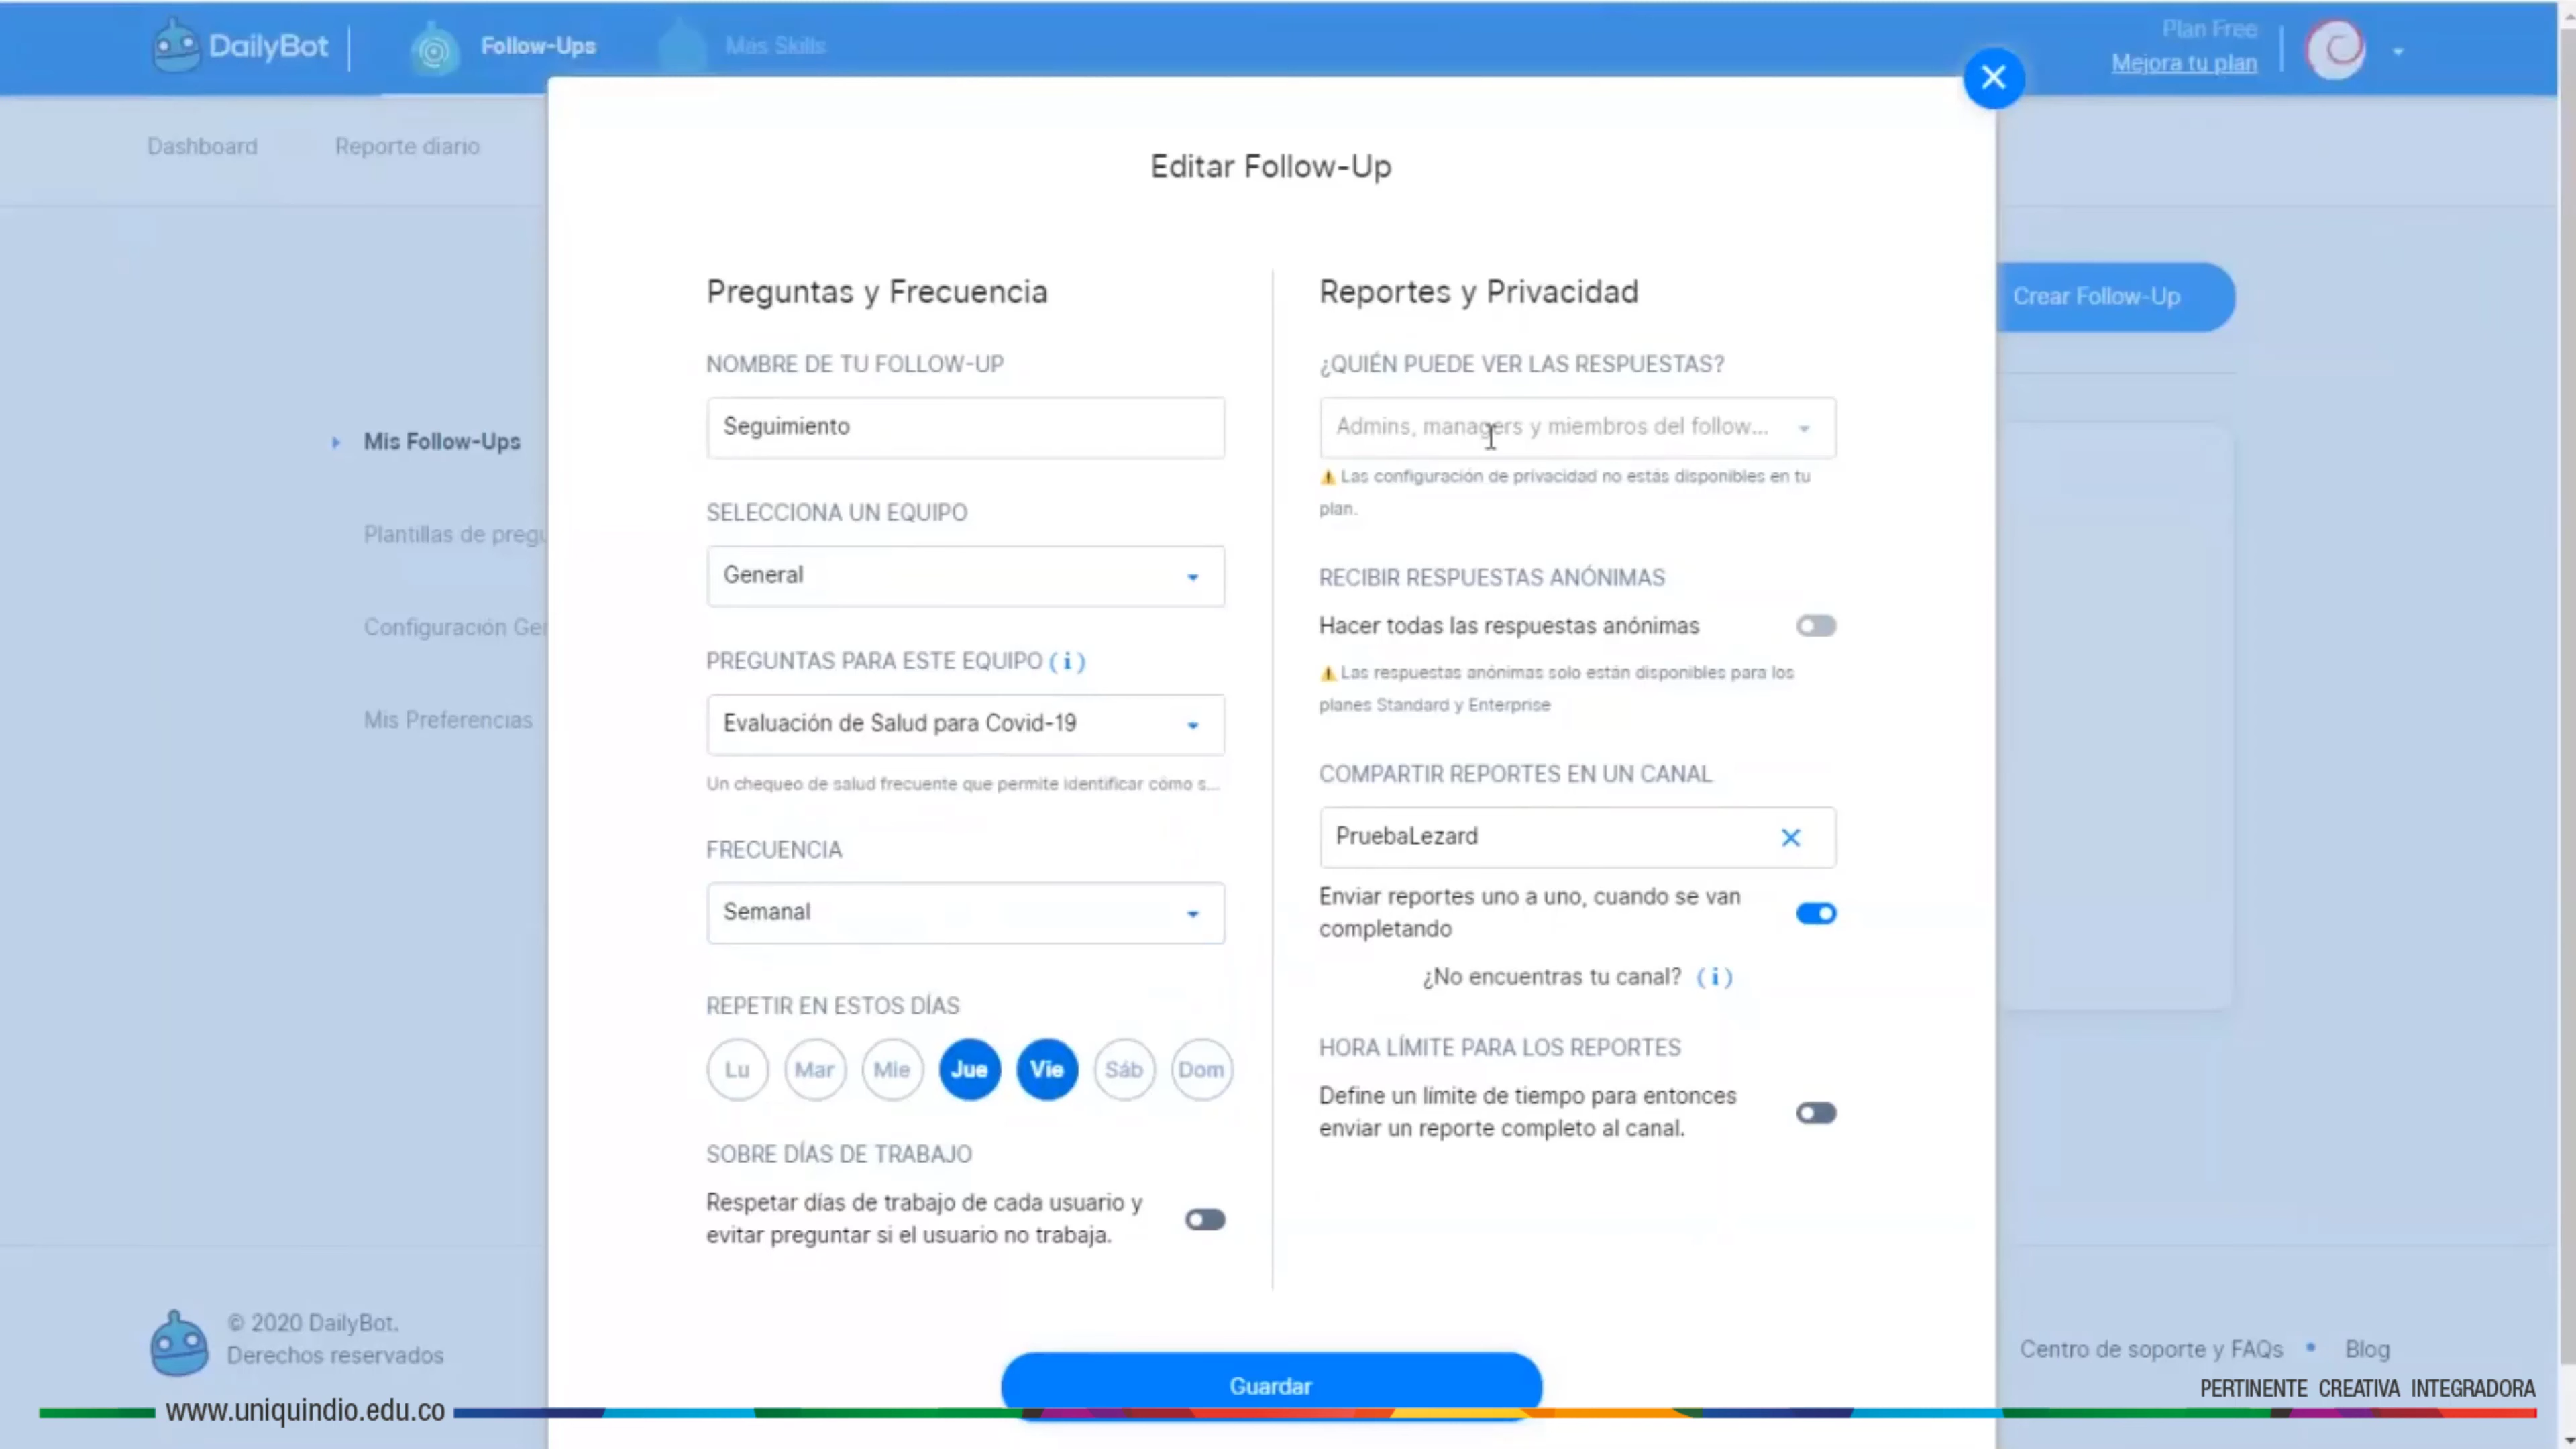 DailyBot
Follow-Ups
Más Skills
Plan Free
Mejora tu plan
Dashboard
Reporte diario
Crear Follow-Up
Mis Follow-Ups
Plantillas de pregu
Configuración Ge
Mis Preferencias
Editar Follow-Up
Preguntas y Frecuencia
NOMBRE DE TU FOLLOW-UP
Seguimiento
SELECCIONA UN EQUIPO
General
PREGUNTAS PARA ESTE EQUIPO (i)
Evaluación de Salud para Covid-19
Un chequeo de salud frecuente que permite identificar cómo s...
FRECUENCIA
Semanal
REPETIR EN ESTOS DÍAS
Lu Mar Mie Jue Vie Sáb Dom
SOBRE DÍAS DE TRABAJO
Respetar días de trabajo de cada usuario y
evitar preguntar si el usuario no trabaja.
Reportes y Privacidad
¿QUIÉN PUEDE VER LAS RESPUESTAS?
Admins, managers y miembros del follow...
Las configuración de privacidad no estás disponibles en tu
plan.
RECIBIR RESPUESTAS ANÓNIMAS
Hacer todas las respuestas anónimas
Las respuestas anónimas solo están disponibles para los
planes Standard y Enterprise
COMPARTIR REPORTES EN UN CANAL
PruebaLezard
Enviar reportes uno a uno, cuando se van
completando
¿No encuentras tu canal? (i)
HORA LÍMITE PARA LOS REPORTES
Define un límite de tiempo para entonces
enviar un reporte completo al canal.
Guardar
© 2020 DailyBot.
Derechos reservados
Centro de soporte y FAQs • Blog
PERTINENTE CREATIVA INTEGRADORA
www.uniquindio.edu.co